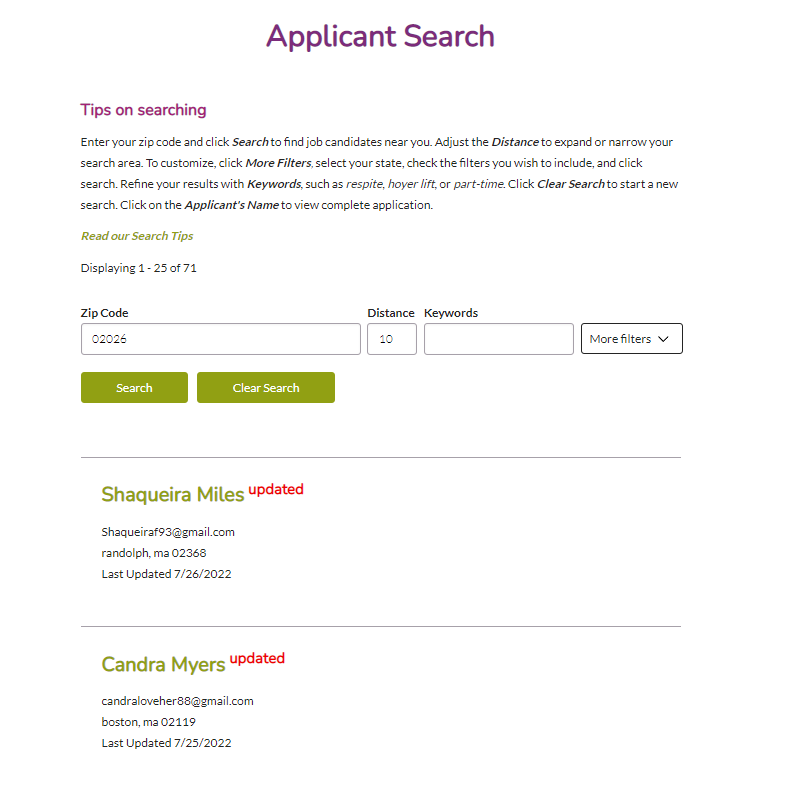 Applicant Search
Tips on searching
Enter your zip code and click Search to find job candidates near you. Adjust the Distance to expand or narrow your
search area. To customize, click More Filters, select your state, check the filters you wish to include, and click
search. Refine your results with Keywords, such as respite, hoyer lift, or part-time. Click Clear Search to start a new
search. Click on the Applicant's Name to view complete application.
Read our Search Tips
Displaying 1 - 25 of 71
Zip Code Distance Keywords
02026 10 More filters
Search Clear Search
Shaqueira Miles updated
Shaqueiraf93@gmail.com
randolph, ma 02368
Last Updated 7/26/2022
Candra Myers updated
candraloveher88@gmail.com
boston, ma 02119
Last Updated 7/25/2022